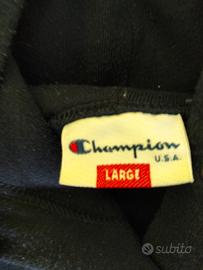 Champion
U.S.A.
LARGE
subito